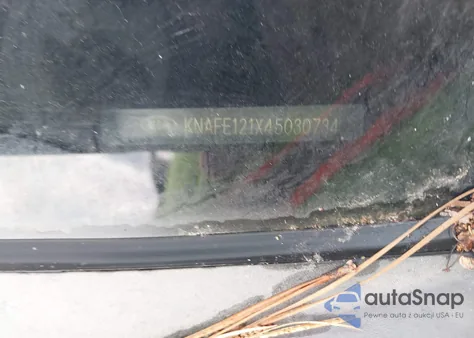 KNAFE121X45030734
autaSnap
Pewne auta z aukcji USA - EU